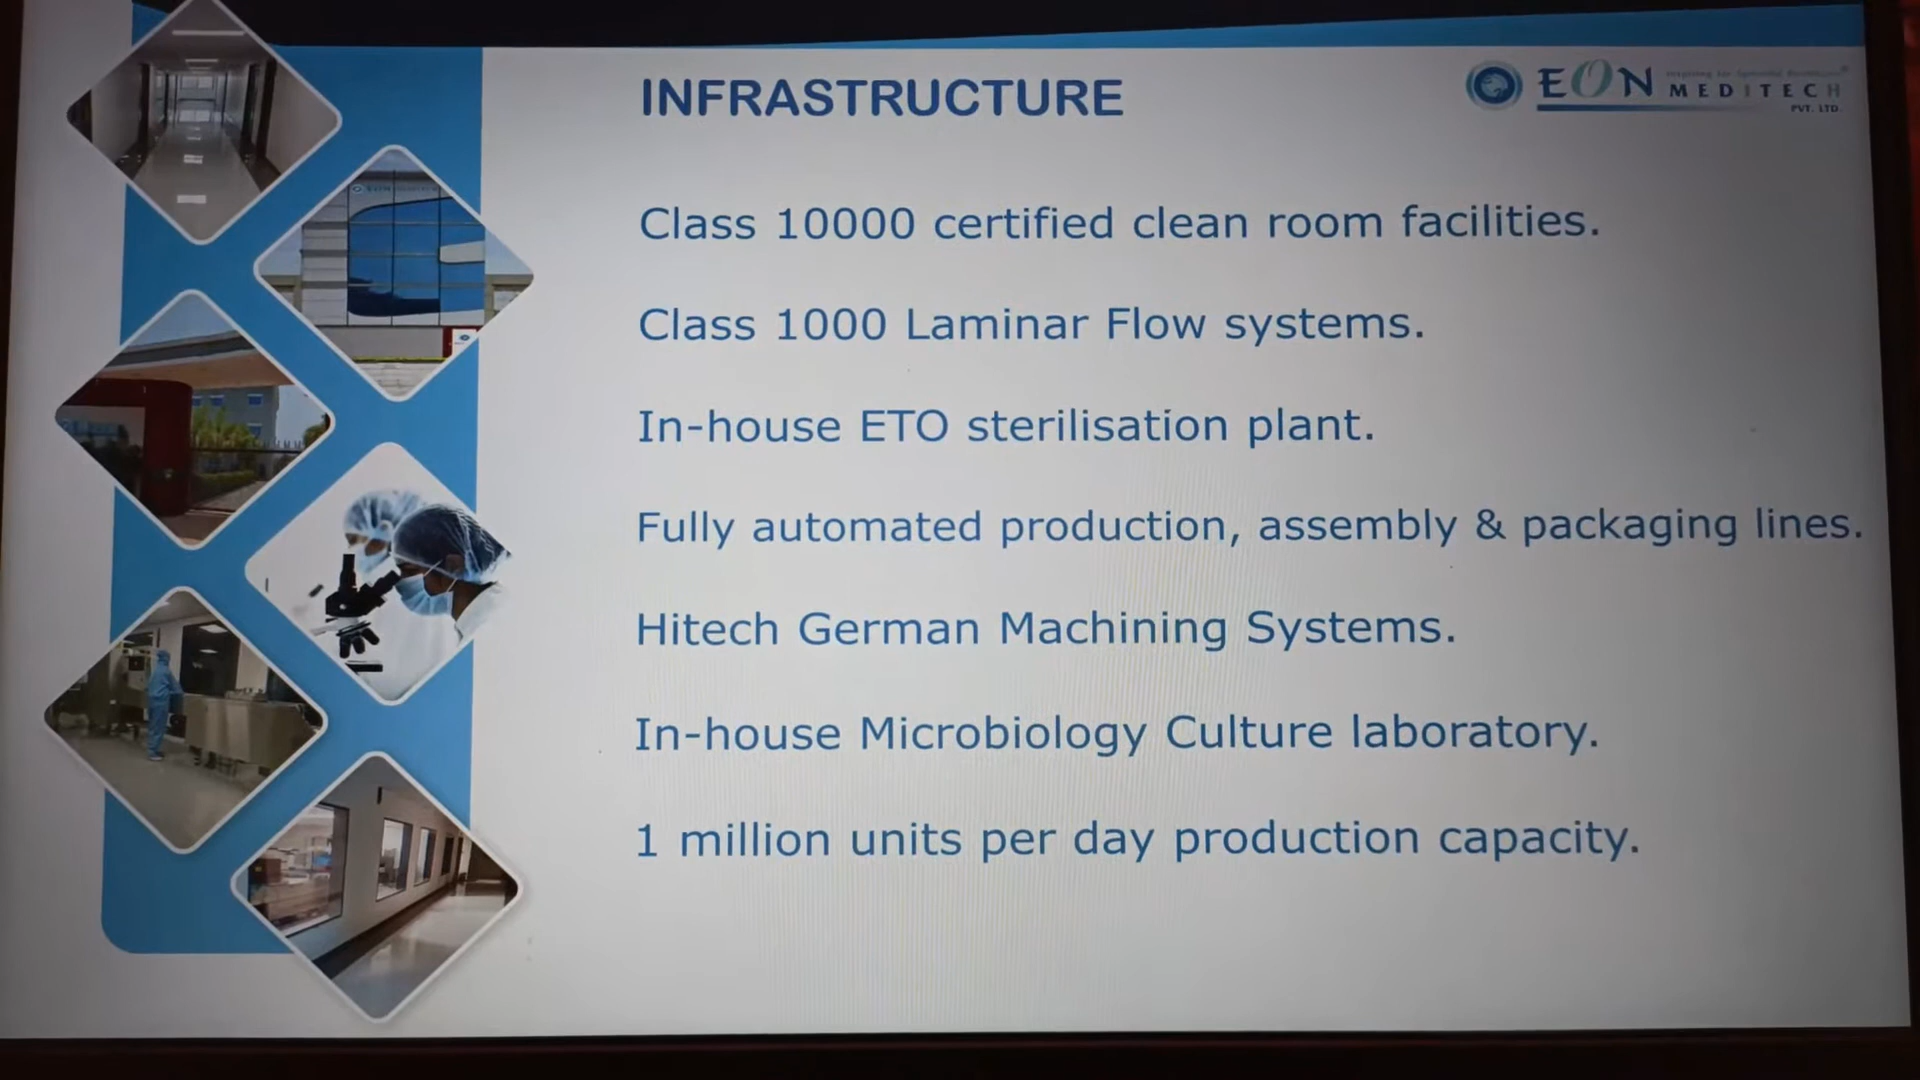 INFRASTRUCTURE
EON
MEDITECH
PVT. LTD.
Class 10000 certified clean room facilities.
Class 1000 Laminar Flow systems.
In-house ETO sterilisation plant.
Fully automated production, assembly & packaging lines.
Hitech German Machining Systems.
In-house Microbiology Culture laboratory.
1 million units per day production capacity.